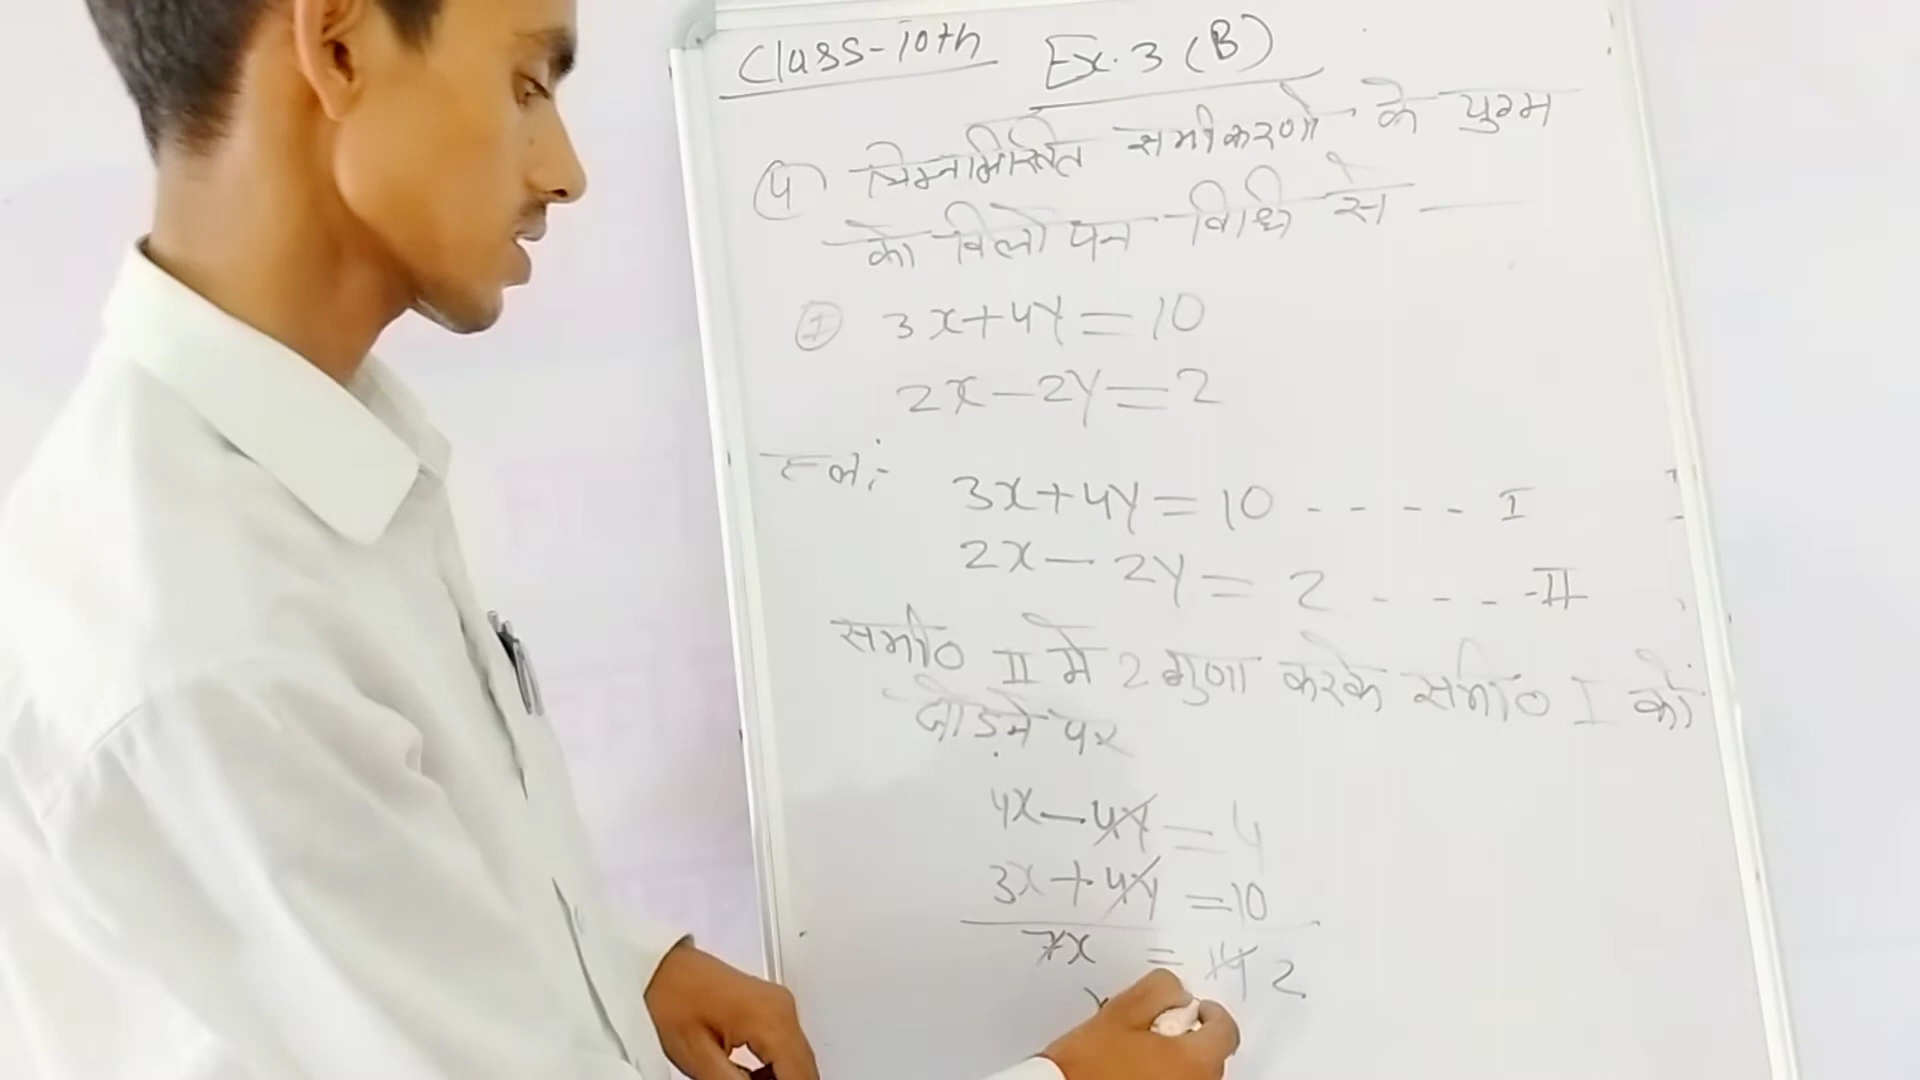 Class-10th Ex.3 (B)
(4) निम्नलिखित समीकरणों के युग्म
को विलोपन विधि से
(I) 3x+4y=10
2x-2y=2
हल:-
3x+4y=10 - - - - I
2x-2y=2 - - - - II
समी० II में 2 गुणा करके समी० I को
जोड़ने पर
4x-4y=4
3x+4y=10
7x = 14 2